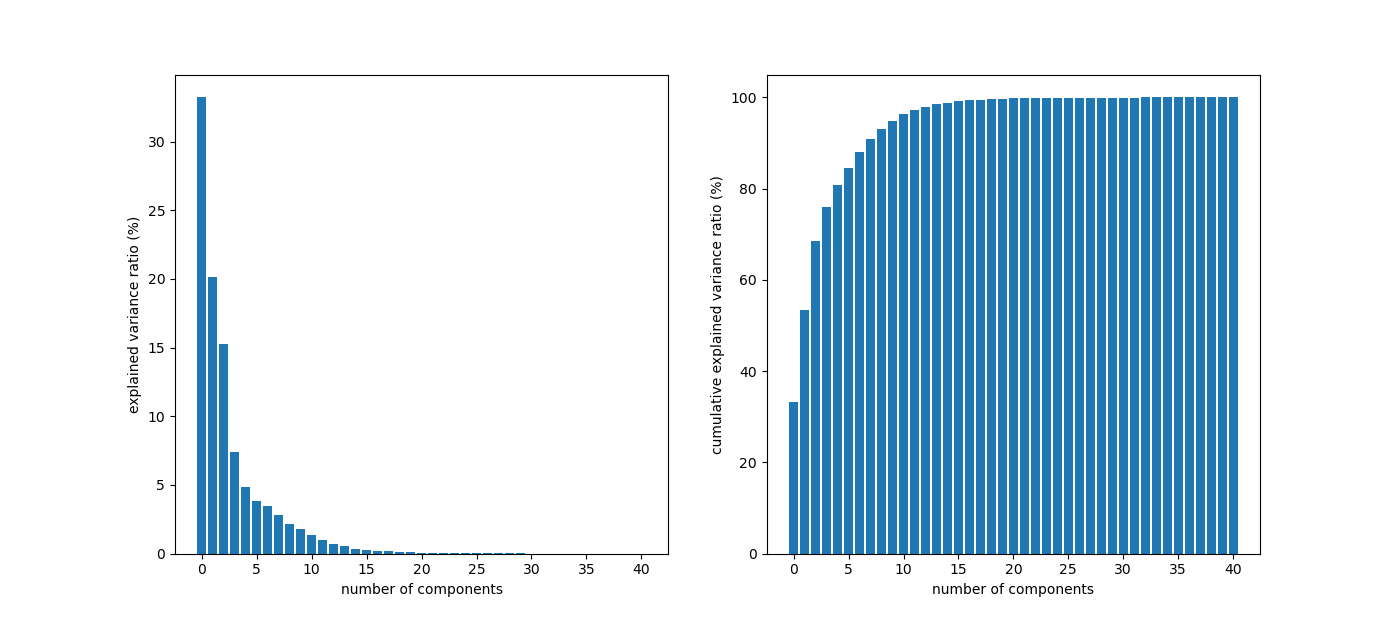 explained variance ratio (%)
30
25
20
15
10
5
0
0 5 10 15 20 25 30 35 40
number of components
cumulative explained variance ratio (%)
100
80
60
40
20
0
0 5 10 15 20 25 30 35 40
number of components